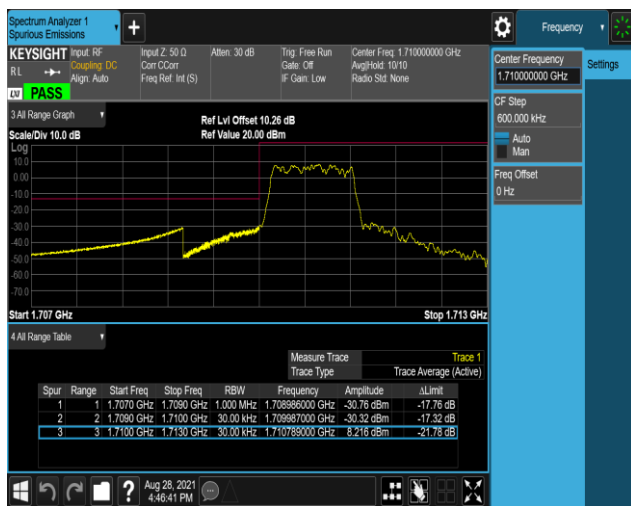 Spectrum Analyzer 1
Spurious Emissions
+
Frequency
KEYSIGHT
RL
Input: RF
Coupling: DC
Align: Auto
Input Z: 50 Ω
Corr CCorr
Freq Ref: Int (S)
Atten: 30 dB
Trig: Free Run
Gate: Off
IF Gain: Low
Center Freq: 1.710000000 GHz
Avg|Hold: 10/10
Radio Std: None
LXI PASS
Center Frequency
1.710000000 GHz
Settings
CF Step
600.000 kHz
Auto
Man
Freq Offset
0 Hz
3 All Range Graph
Scale/Div 10.0 dB
Ref Lvl Offset 10.26 dB
Ref Value 20.00 dBm
Log
10.0
0.00
-10.0
-20.0
-30.0
-40.0
-50.0
-60.0
-70.0
Start 1.707 GHz
Stop 1.713 GHz
4 All Range Table
Measure Trace Trace 1
Trace Type Trace Average (Active)
Spur Range Start Freq Stop Freq RBW Frequency Amplitude ΔLimit
1 1 1.7070 GHz 1.7090 GHz 1.000 MHz 1.708986000 GHz -30.76 dBm -17.76 dB
2 2 1.7090 GHz 1.7100 GHz 30.00 kHz 1.709987000 GHz -30.32 dBm -17.32 dB
3 3 1.7100 GHz 1.7130 GHz 30.00 kHz 1.710789000 GHz 8.216 dBm -21.78 dB
?
Aug 28, 2021
4:46:41 PM